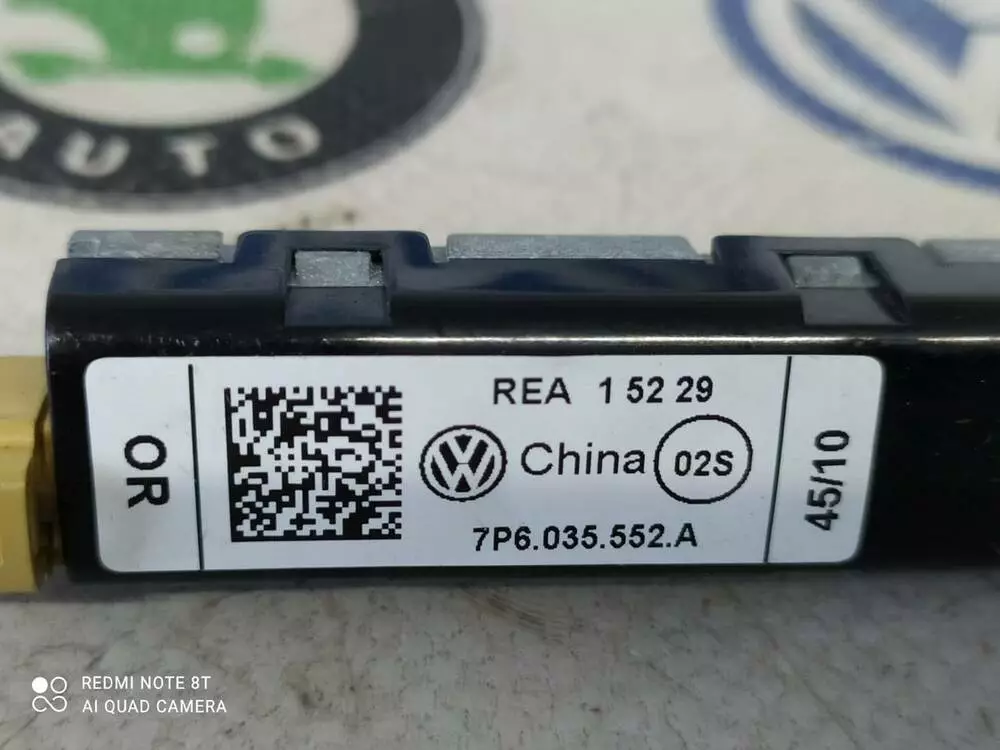 AUTO
OR
REA 1 52 29
China 02S
7P6.035.552.A
45/10
REDMI NOTE 8T
AI QUAD CAMERA